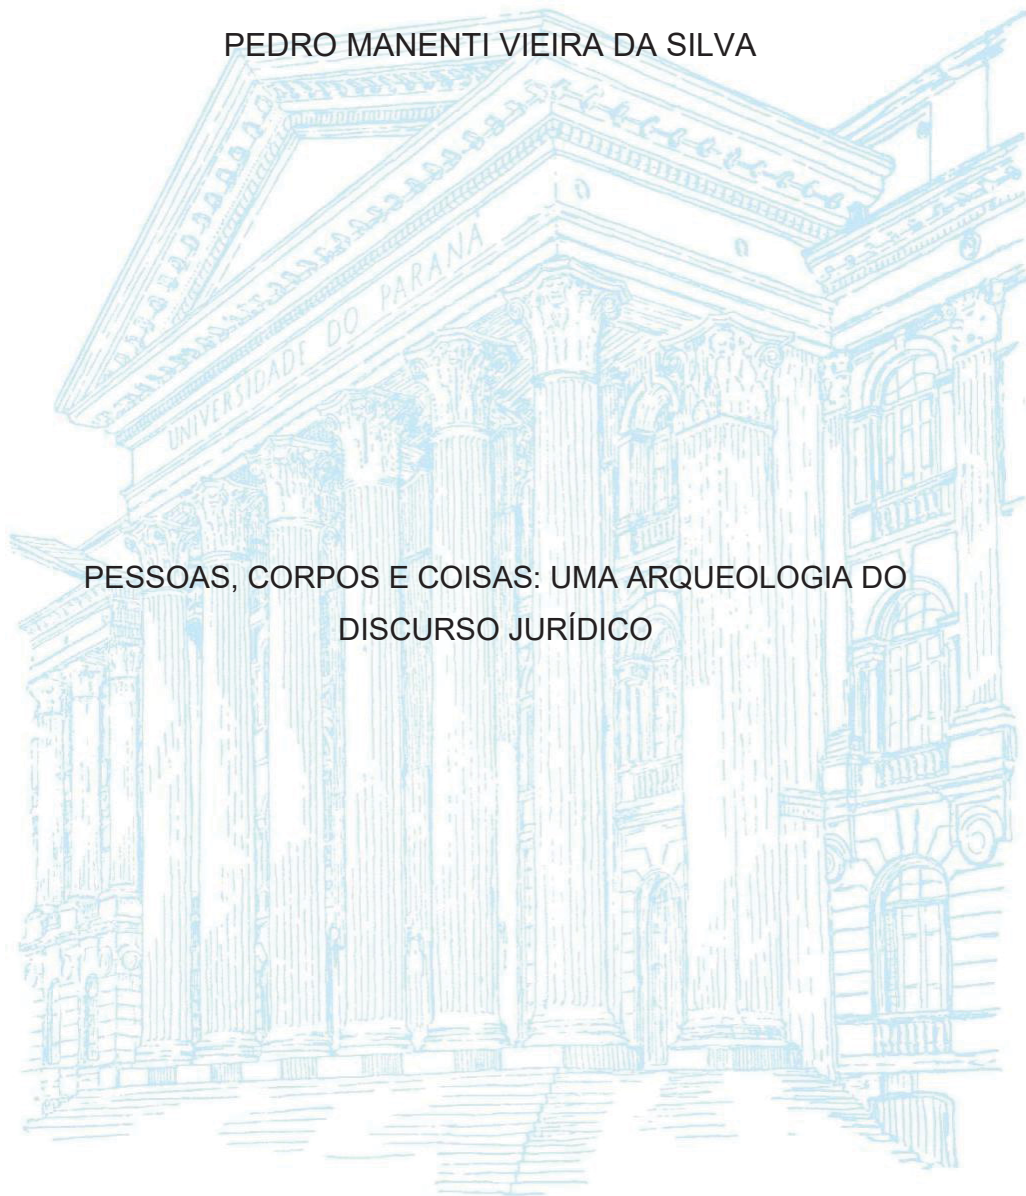 PEDRO MANENTI VIEIRA DA SILVA
UNIVERSIDADE DO PARANÁ
PESSOAS, CORPOS E COISAS: UMA ARQUEOLOGIA DO
DISCURSO JURÍDICO